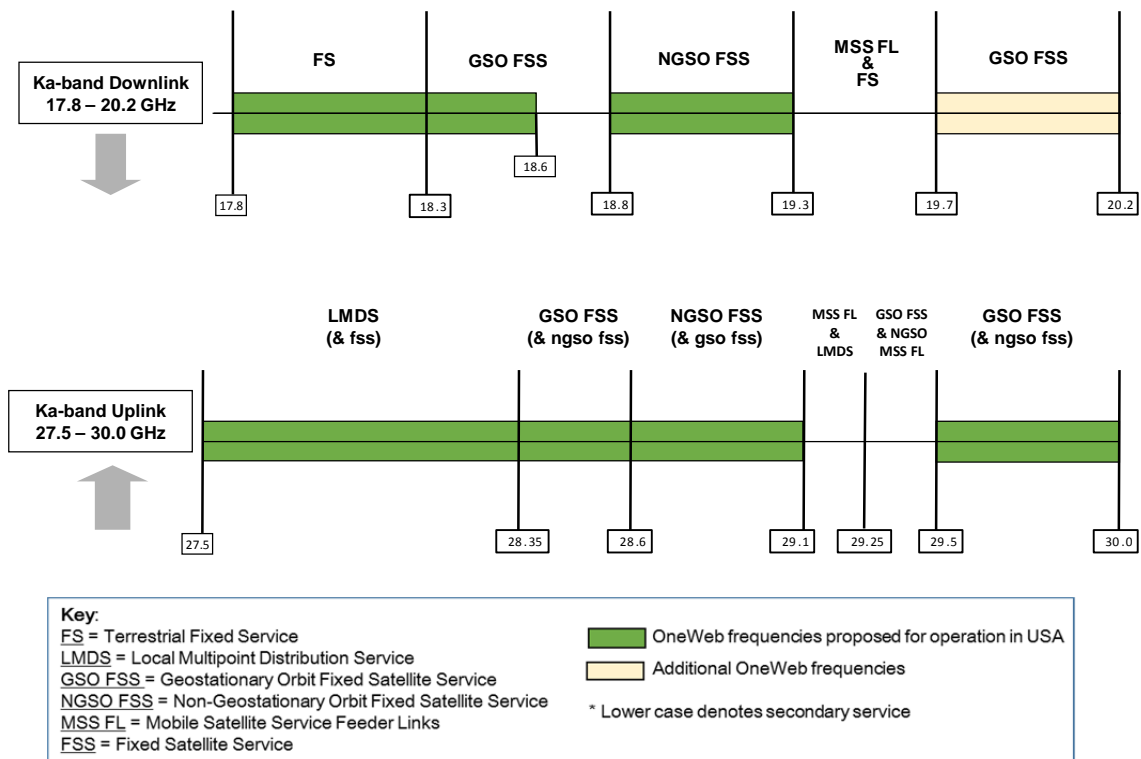 FS
GSO FSS
NGSO FSS
MSS FL
&
FS
GSO FSS
Ka-band Downlink
17.8 – 20.2 GHz
18.6
17.8
18.3
18.8
19.3
19.7
20.2
LMDS
(& fss)
GSO FSS
(& ngso fss)
NGSO FSS
(& gso fss)
MSS FL
&
LMDS
GSO FSS
& NGSO
MSS FL
GSO FSS
(& ngso fss)
Ka-band Uplink
27.5 – 30.0 GHz
27.5
28.35
28.6
29.1
29.25
29.5
30.0
Key:
FS = Terrestrial Fixed Service
LMDS = Local Multipoint Distribution Service
GSO FSS = Geostationary Orbit Fixed Satellite Service
NGSO FSS = Non-Geostationary Orbit Fixed Satellite Service
MSS FL = Mobile Satellite Service Feeder Links
FSS = Fixed Satellite Service
OneWeb frequencies proposed for operation in USA
Additional OneWeb frequencies
* Lower case denotes secondary service